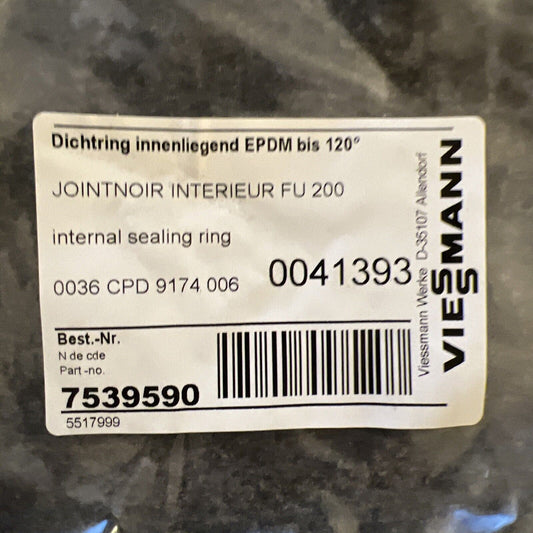 Dichtring innenliegend EPDM bis 120°
JOINTNOIR INTERIEUR FU 200
internal sealing ring
0036 CPD 9174 006
0041393
Best.-Nr.
N de cde
Part-no.
7539590
5517999
Viessmann Werke D-35107 Allendorf
VIESSMANN